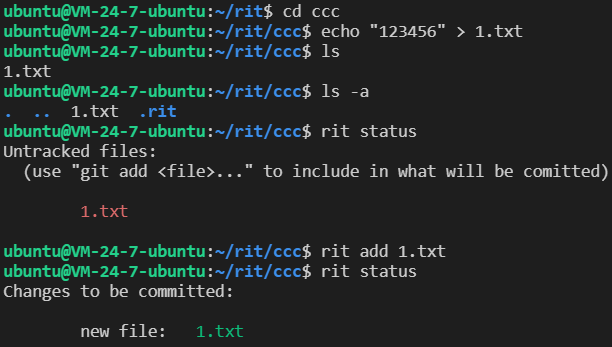 ubuntu@VM-24-7-ubuntu:~/rit$ cd ccc
ubuntu@VM-24-7-ubuntu:~/rit/ccc$ echo "123456" > 1.txt
ubuntu@VM-24-7-ubuntu:~/rit/ccc$ ls
1.txt
ubuntu@VM-24-7-ubuntu:~/rit/ccc$ ls -a
.  ..  1.txt  .rit
ubuntu@VM-24-7-ubuntu:~/rit/ccc$ rit status
Untracked files:
  (use "git add <file>..." to include in what will be comitted)
        1.txt
ubuntu@VM-24-7-ubuntu:~/rit/ccc$ rit add 1.txt
ubuntu@VM-24-7-ubuntu:~/rit/ccc$ rit status
Changes to be committed:
        new file:   1.txt